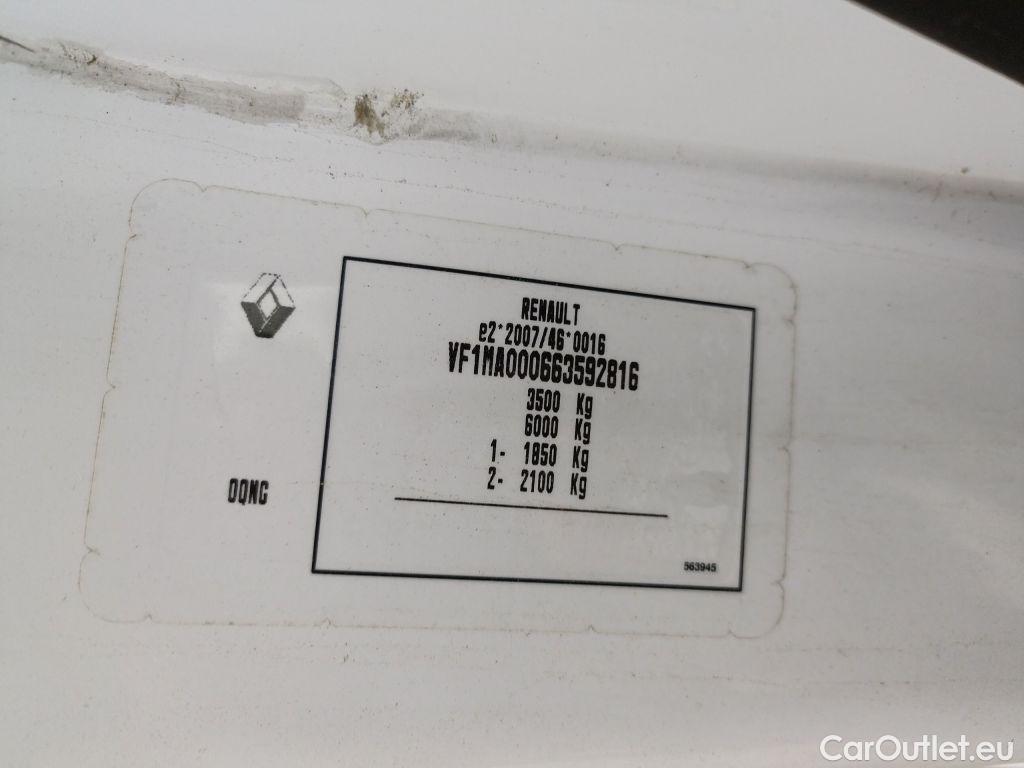 RENAULT
e2*2007/46*0016
VF1MA000663592816
3500 Kg
6000 Kg
1- 1850 Kg
2- 2100 Kg
DQNG
563945
CarOutlet.eu